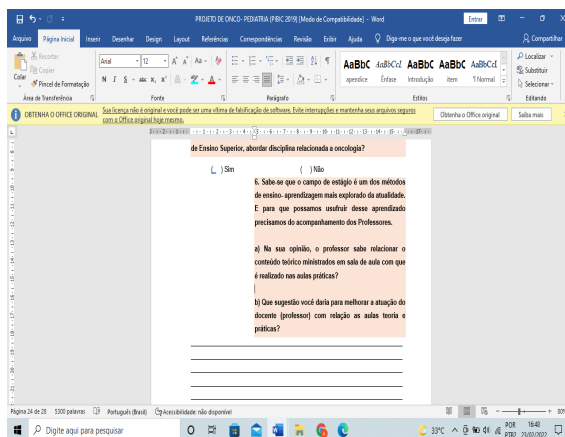 PROJETO DE ONCO- PEDIATRIA (PIBIC 2019) [Modo de Compatibilidade] - Word
Entrar
Arquivo Página Inicial Inserir Desenhar Design Layout Referências Correspondências Revisão Exibir Ajuda Diga-me o que você deseja fazer Compartilhar
Colar
Recortar
Copiar
Pincel de Formatação
Área de Transferência
Arial 12
Fonte
Parágrafo
AaBbC AaBbCcI AaBbC AaBbC AaBbCcI
apendice Ênfase Introdução item ¶ Normal
Estilos
Localizar
Substituir
Selecionar
Editando
OBTENHA O OFFICE ORIGINAL Sua licença não é original e você pode ser uma vítima de falsificação de software. Evite interrupções e mantenha seus arquivos seguros
com o Office original hoje mesmo.
Obtenha o Office original Saiba mais
de Ensino Superior, abordar disciplina relacionada a oncologia?
(_ ) Sim ( ) Não
6. Sabe-se que o campo de estágio é um dos métodos
de ensino- aprendizagem mais explorado da atualidade.
E para que possamos usufruir desse aprendizado
precisamos do acompanhamento dos Professores.
a) Na sua opinião, o professor sabe relacionar o
conteúdo teórico ministrados em sala de aula com que
é realizado nas aulas práticas?
b) Que sugestão você daria para melhorar a atuação do
docente (professor) com relação as aulas teoria e
práticas?
Página 24 de 28 5300 palavras Português (Brasil) Acessibilidade: não disponível 80%
Digite aqui para pesquisar
33°C
POR
PTB2
16:48
23/02/2022